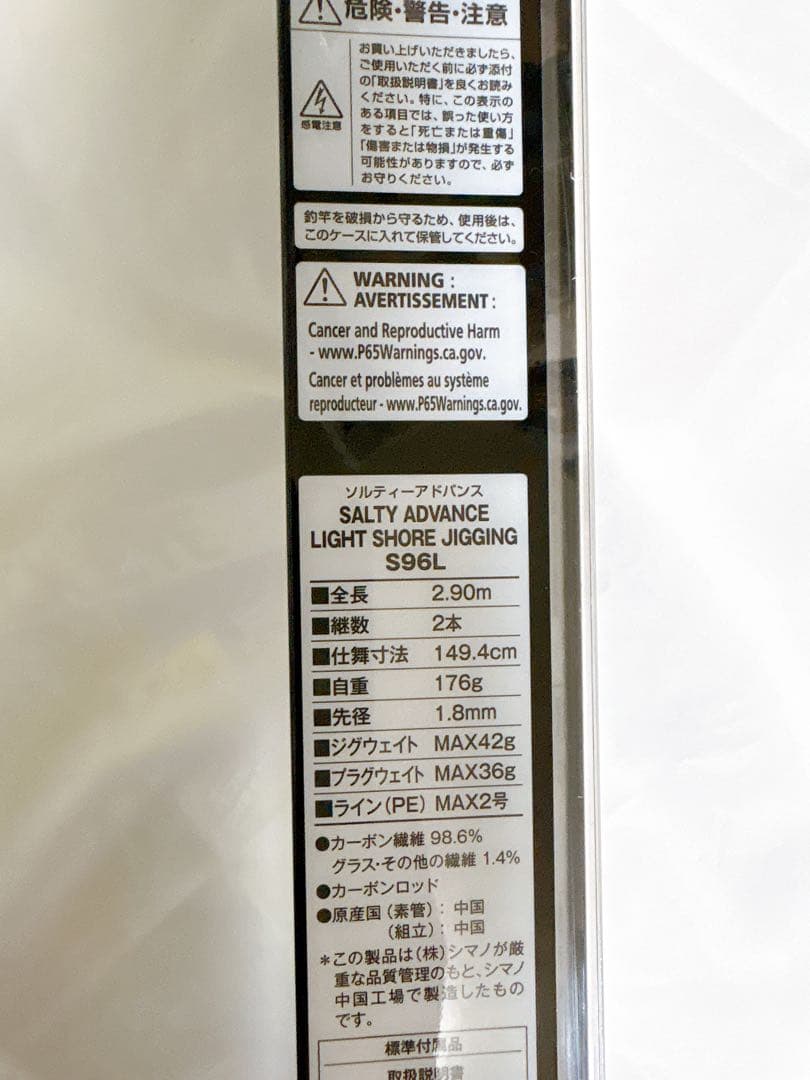 危険・警告・注意
お買い上げいただきましたら、
ご使用いただく前に必ず添付
の「取扱説明書」を良くお読み
ください。特に、この表示の
ある項目では、誤った使い方
をすると「死亡または重傷」
「傷害または物損」が発生する
可能性がありますので、必ず
お守りください。
感電注意
釣竿を破損から守るため、使用後は、
このケースに入れて保管してください。
WARNING :
AVERTISSEMENT :
Cancer and Reproductive Harm
- www.P65Warnings.ca.gov.
Cancer et problèmes au système
reproducteur - www.P65Warnings.ca.gov.
ソルティーアドバンス
SALTY ADVANCE
LIGHT SHORE JIGGING
S96L
■全長 2.90m
■継数 2本
■仕舞寸法 149.4cm
■自重 176g
■先径 1.8mm
■ジグウェイト MAX42g
■プラグウェイト MAX36g
■ライン(PE) MAX2号
●カーボン繊維 98.6%
グラス・その他の繊維 1.4%
●カーボンロッド
●原産国(素管): 中国
(組立): 中国
*この製品は(株)シマノが厳
重な品質管理のもと、シマノ
中国工場で製造したもの
です。
標準付属品
取扱説明書